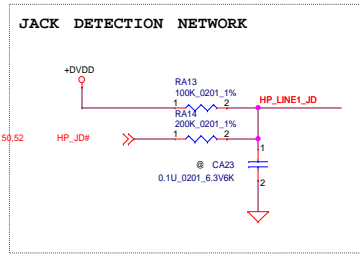 JACK DETECTION NETWORK
+DVDD
RA13
100K_0201_1%
1 2 HP_LINE1_JD
RA14
200K_0201_1%
50,52 HP_JD# 1 2
1
@ CA23
0.1U_0201_6.3V6K
2